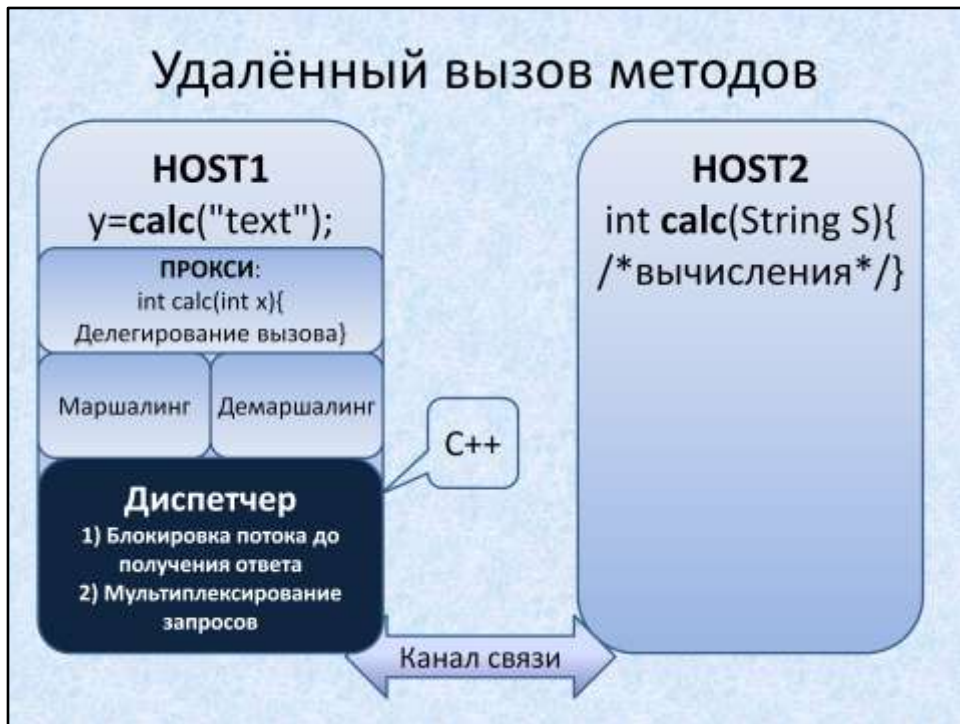 Удалённый вызов методов
HOST1
y=calc("text");
ПРОКСИ:
int calc(int x){
Делегирование вызова}
Маршалинг
Демаршалинг
Диспетчер
1) Блокировка потока до
получения ответа
2) Мультиплексирование
запросов
C++
HOST2
int calc(String S){
/*вычисления*/}
Канал связи